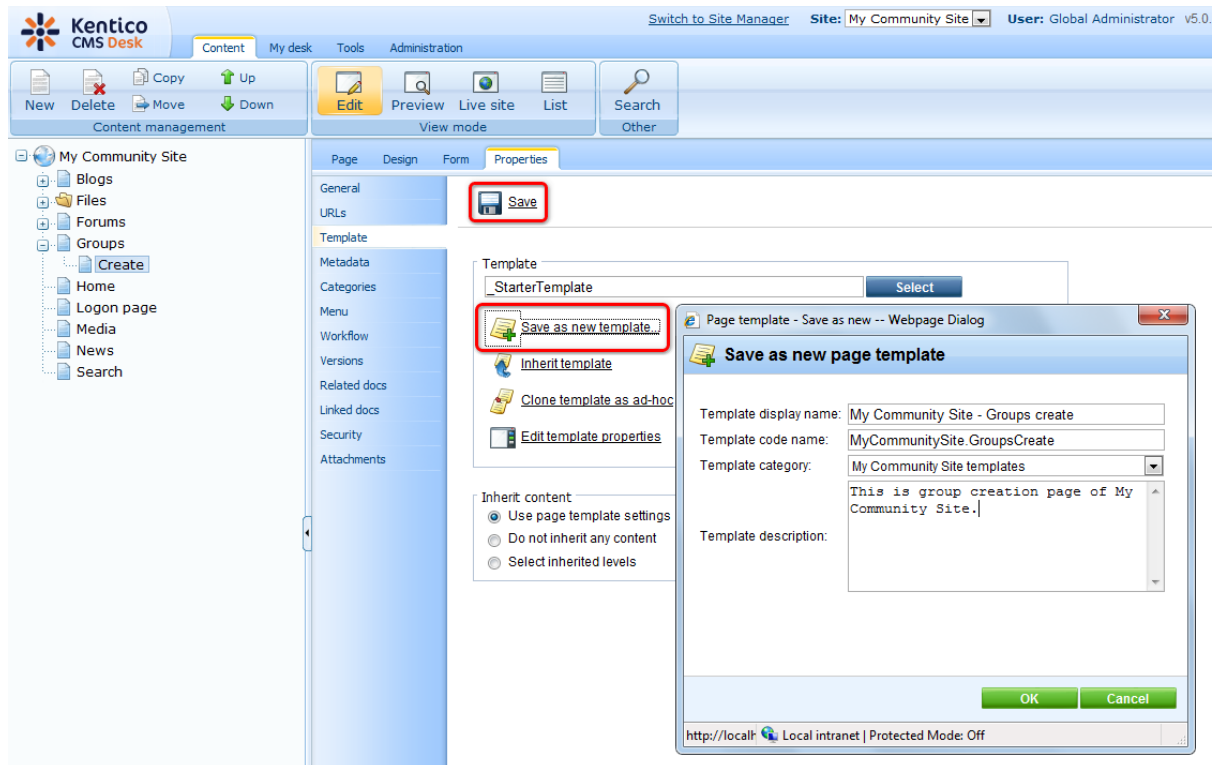 Kentico
CMS Desk
Switch to Site Manager Site: My Community Site User: Global Administrator v5.0.
Content My desk Tools Administration
New Delete Copy Move Up Down
Content management
Edit Preview Live site List
View mode
Search
Other
My Community Site
Blogs
Files
Forums
Groups
Create
Home
Logon page
Media
News
Search
Page Design Form Properties
General
URLs
Template
Metadata
Categories
Menu
Workflow
Versions
Related docs
Linked docs
Security
Attachments
Save
Template
_StarterTemplate Select
Save as new template...
Inherit template
Clone template as ad-hoc
Edit template properties
Inherit content
Use page template settings
Do not inherit any content
Select inherited levels
Page template - Save as new -- Webpage Dialog
Save as new page template
Template display name: My Community Site - Groups create
Template code name: MyCommunitySite.GroupsCreate
Template category: My Community Site templates
Template description: This is group creation page of My
Community Site.
OK Cancel
http://localh Local intranet | Protected Mode: Off